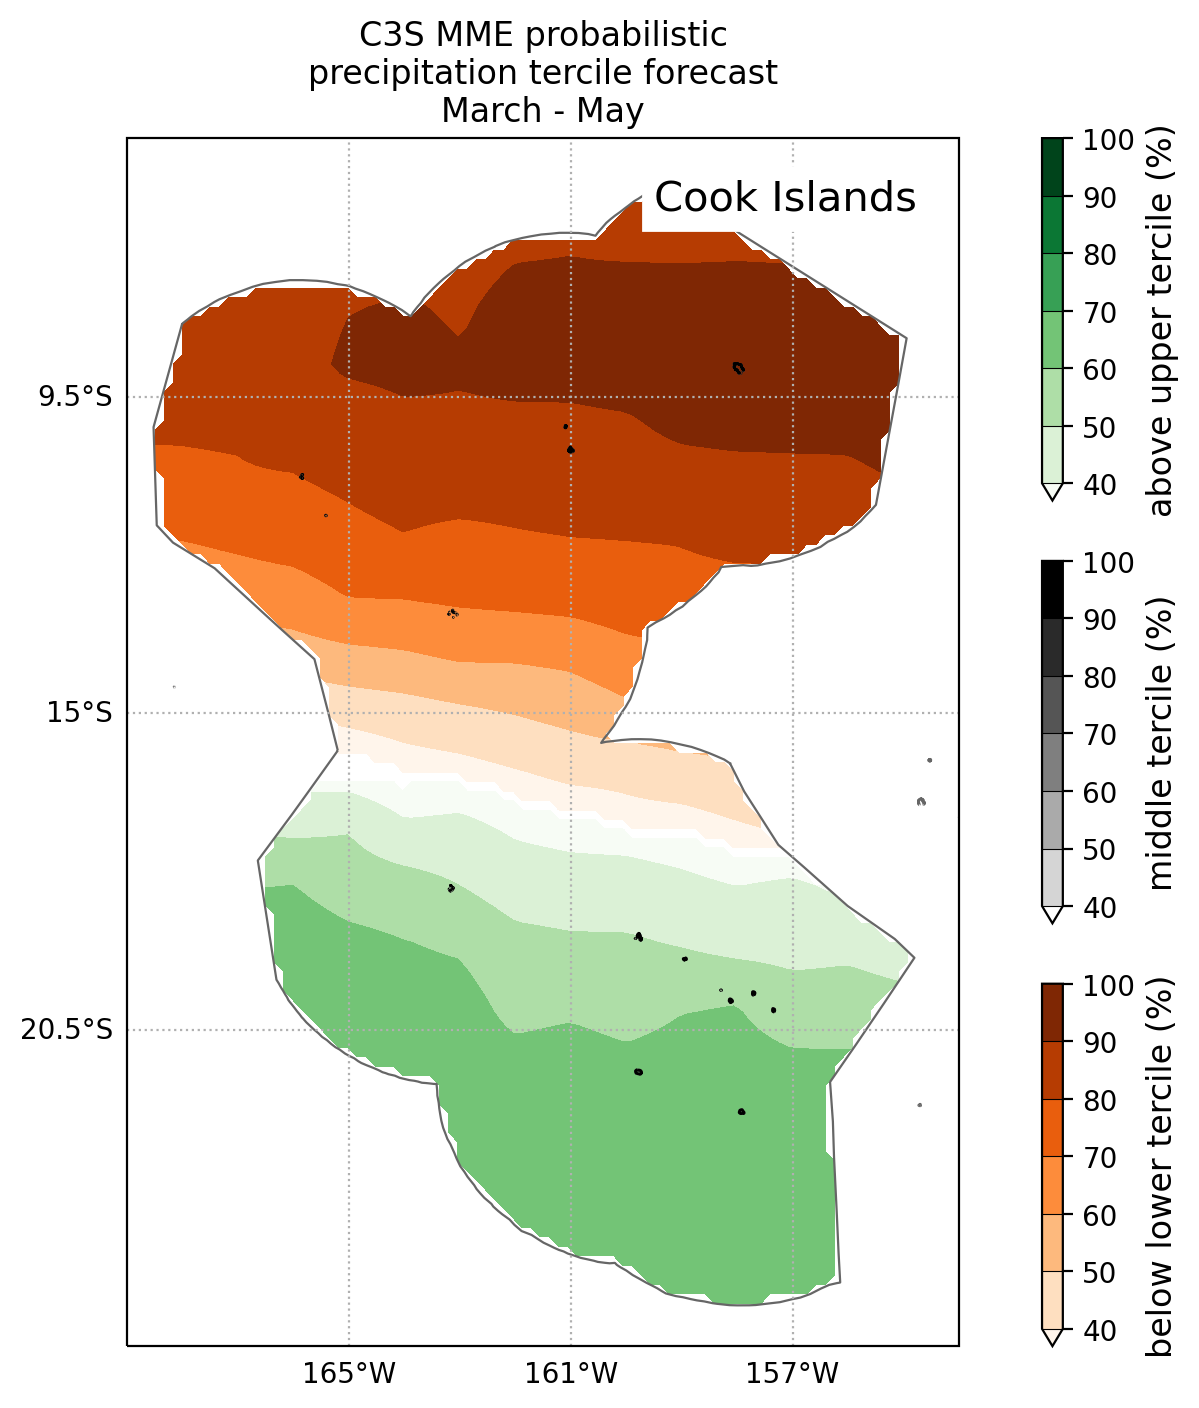 C3S MME probabilistic
precipitation tercile forecast
March - May
Cook Islands
9.5°S
15°S
20.5°S
165°W
161°W
157°W
100
90
80
70
60
50
40
above upper tercile (%)
100
90
80
70
60
50
40
middle tercile (%)
100
90
80
70
60
50
40
below lower tercile (%)